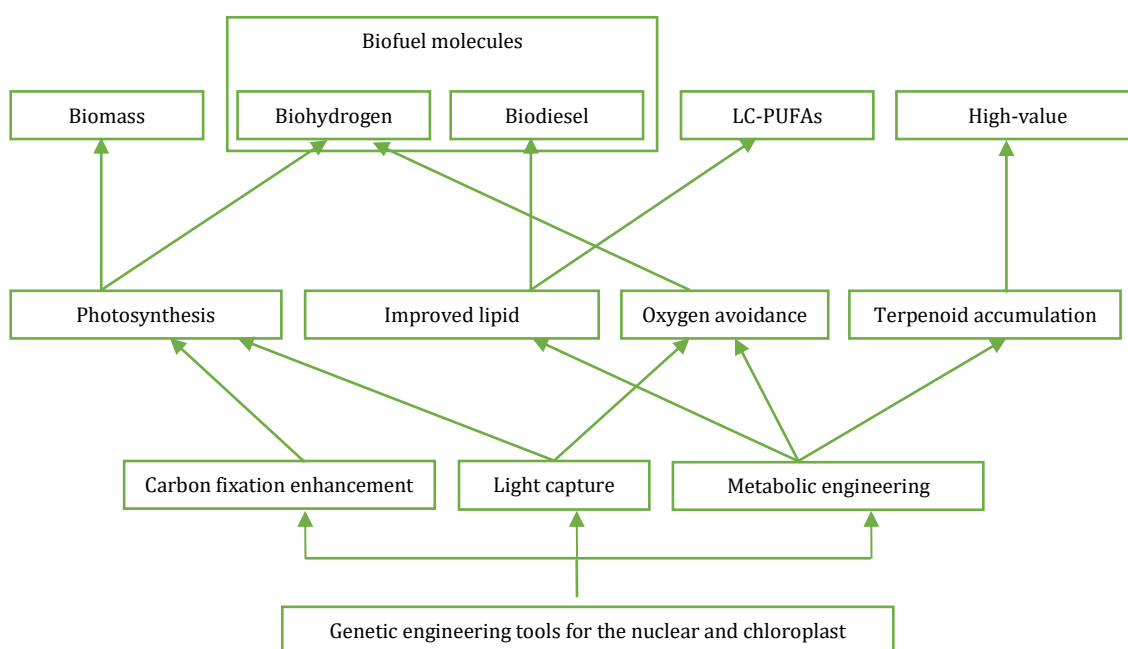 Biofuel molecules
Biomass
Biohydrogen
Biodiesel
LC-PUFAs
High-value
Photosynthesis
Improved lipid
Oxygen avoidance
Terpenoid accumulation
Carbon fixation enhancement
Light capture
Metabolic engineering
Genetic engineering tools for the nuclear and chloroplast